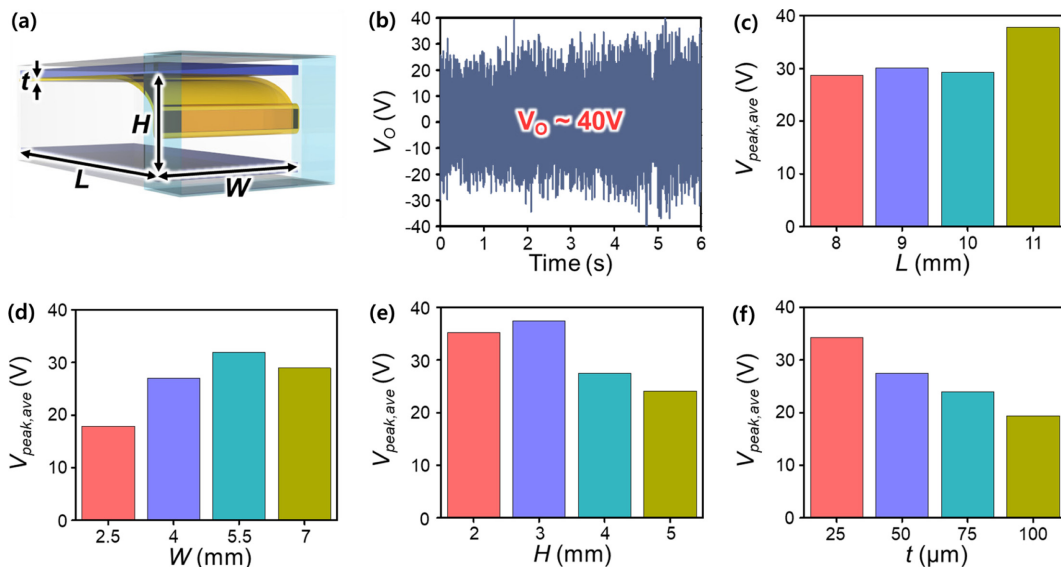 (a)
t
H
L
W
(b)
V_O (V)
40
30
20
10
0
-10
-20
-30
-40
V_O ~ 40V
0 1 2 3 4 5 6
Time (s)
(c)
V_peak,ave (V)
40
30
20
10
0
8 9 10 11
L (mm)
(d)
V_peak,ave (V)
40
30
20
10
0
2.5 4 5.5 7
W (mm)
(e)
V_peak,ave (V)
40
30
20
10
0
2 3 4 5
H (mm)
(f)
V_peak,ave (V)
40
30
20
10
0
25 50 75 100
t (µm)